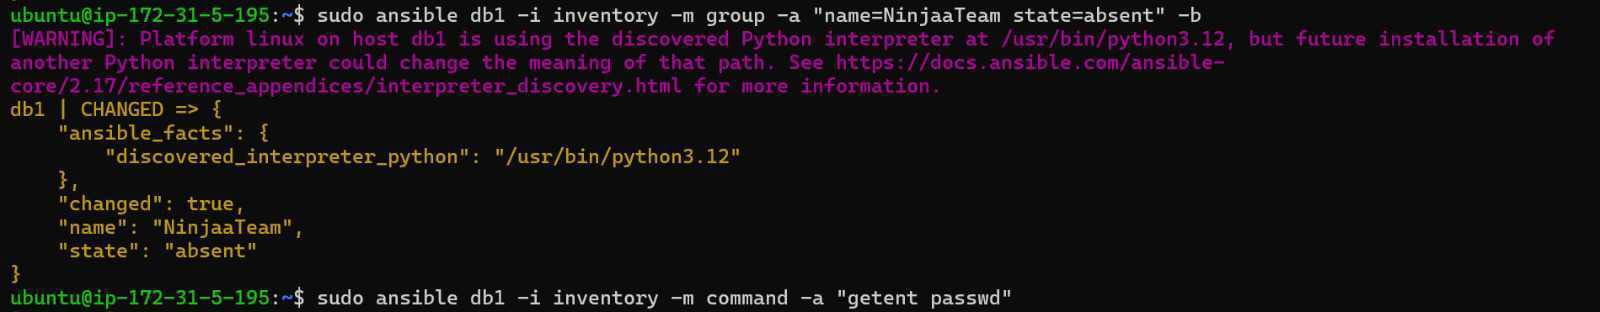 ubuntu@ip-172-31-5-195:~$ sudo ansible db1 -i inventory -m group -a "name=NinjaaTeam state=absent" -b
[WARNING]: Platform linux on host db1 is using the discovered Python interpreter at /usr/bin/python3.12, but future installation of
another Python interpreter could change the meaning of that path. See https://docs.ansible.com/ansible-
core/2.17/reference_appendices/interpreter_discovery.html for more information.
db1 | CHANGED => {
    "ansible_facts": {
        "discovered_interpreter_python": "/usr/bin/python3.12"
    },
    "changed": true,
    "name": "NinjaaTeam",
    "state": "absent"
}
ubuntu@ip-172-31-5-195:~$ sudo ansible db1 -i inventory -m command -a "getent passwd"